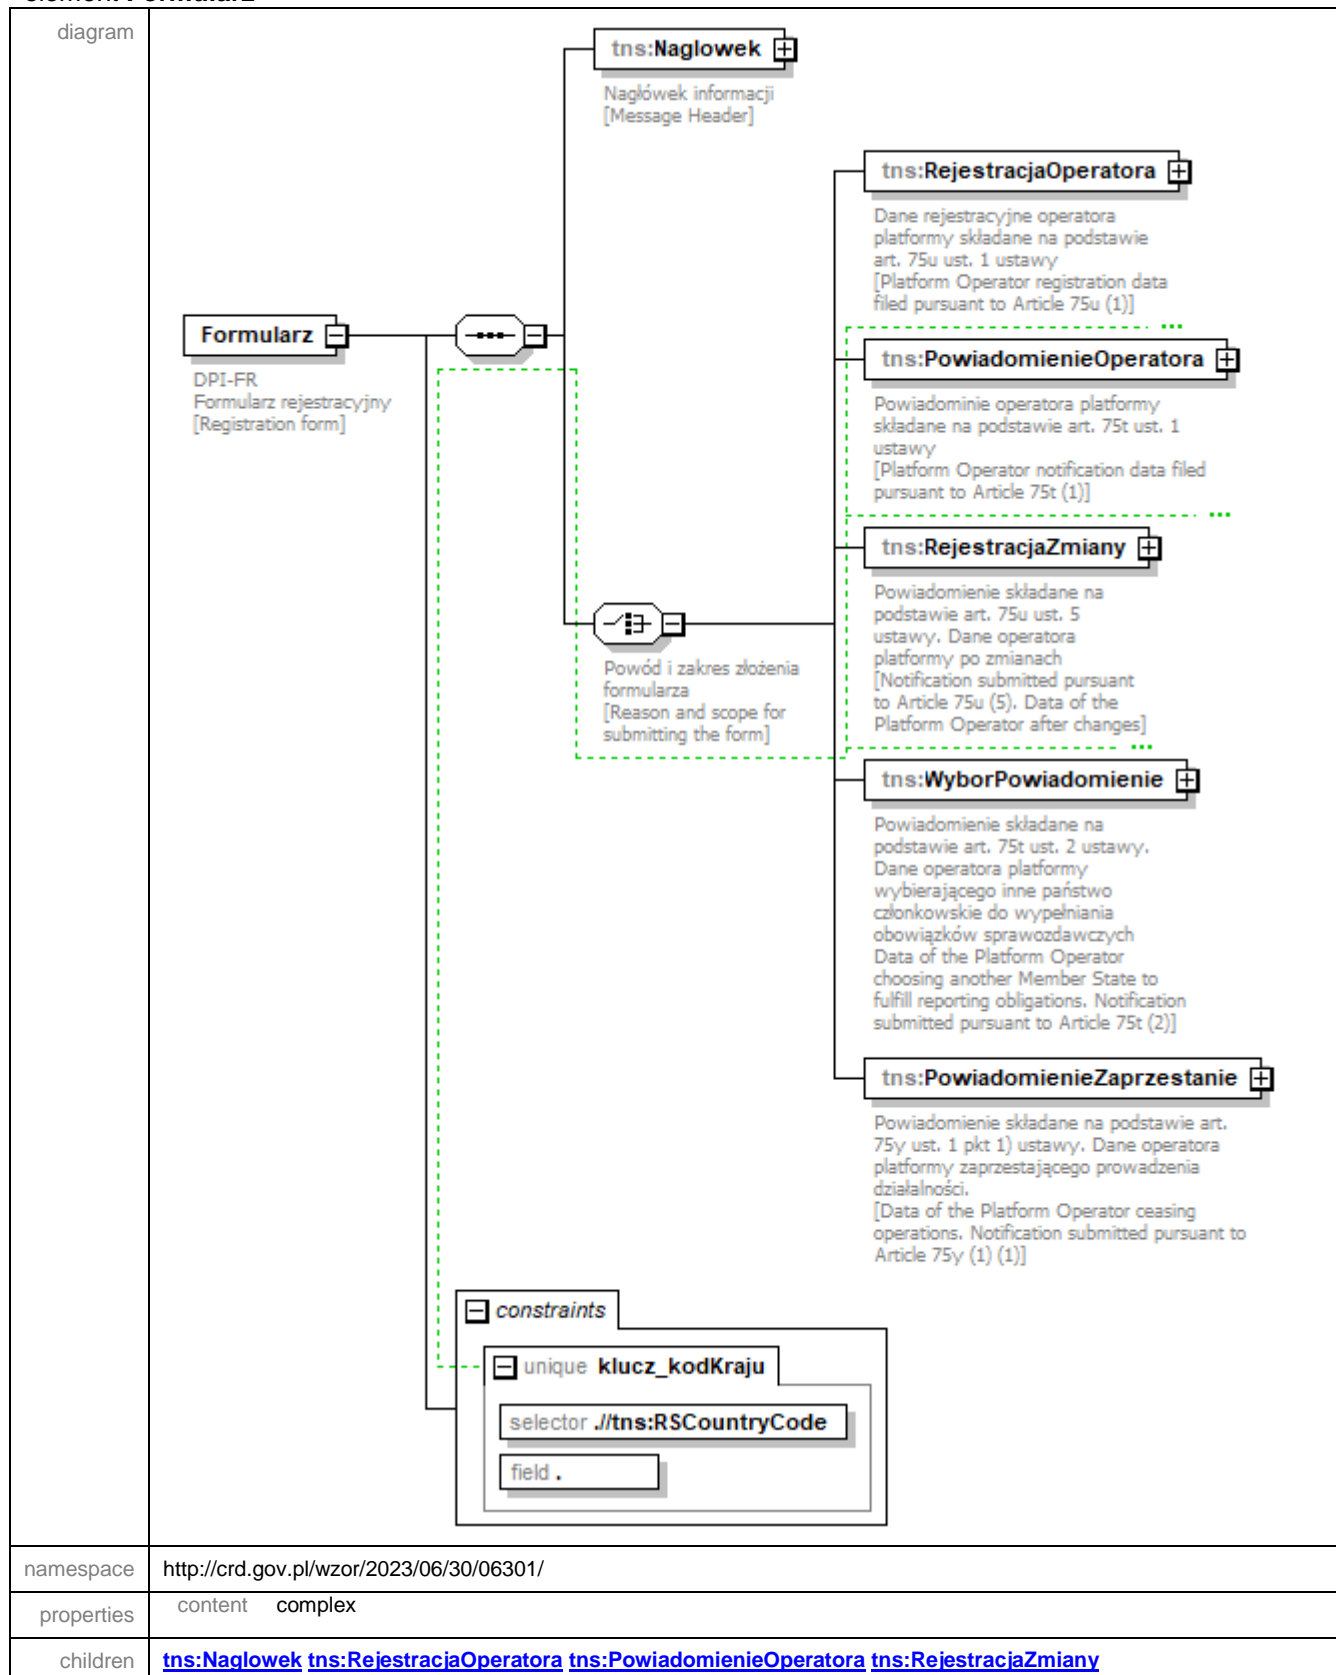 element Formularz
diagram
tns:Naglowek
Nagłówek informacji
[Message Header]
tns:RejestracjaOperatora
Dane rejestracyjne operatora
platformy składane na podstawie
art. 75u ust. 1 ustawy
[Platform Operator registration data
filed pursuant to Article 75u (1)]
Formularz
DPI-FR
Formularz rejestracyjny
[Registration form]
tns:PowiadomienieOperatora
Powiadominie operatora platformy
składane na podstawie art. 75t ust. 1
ustawy
[Platform Operator notification data filed
pursuant to Article 75t (1)]
tns:RejestracjaZmiany
Powiadomienie składane na
podstawie art. 75u ust. 5
ustawy. Dane operatora
platformy po zmianach
[Notification submitted pursuant
to Article 75u (5). Data of the
Platform Operator after changes]
Powód i zakres złożenia
formularza
[Reason and scope for
submitting the form]
tns:WyborPowiadomienie
Powiadomienie składane na
podstawie art. 75t ust. 2 ustawy.
Dane operatora platformy
wybierającego inne państwo
członkowskie do wypełniania
obowiązków sprawozdawczych
Data of the Platform Operator
choosing another Member State to
fulfill reporting obligations. Notification
submitted pursuant to Article 75t (2)]
tns:PowiadomienieZaprzestanie
Powiadomienie składane na podstawie art.
75y ust. 1 pkt 1) ustawy. Dane operatora
platformy zaprzestającego prowadzenia
działalności.
[Data of the Platform Operator ceasing
operations. Notification submitted pursuant to
Article 75y (1) (1)]
constraints
unique klucz_kodKraju
selector .//tns:RSCountryCode
field .
namespace http://crd.gov.pl/wzor/2023/06/30/06301/
properties content complex
children tns:Naglowek tns:RejestracjaOperatora tns:PowiadomienieOperatora tns:RejestracjaZmiany